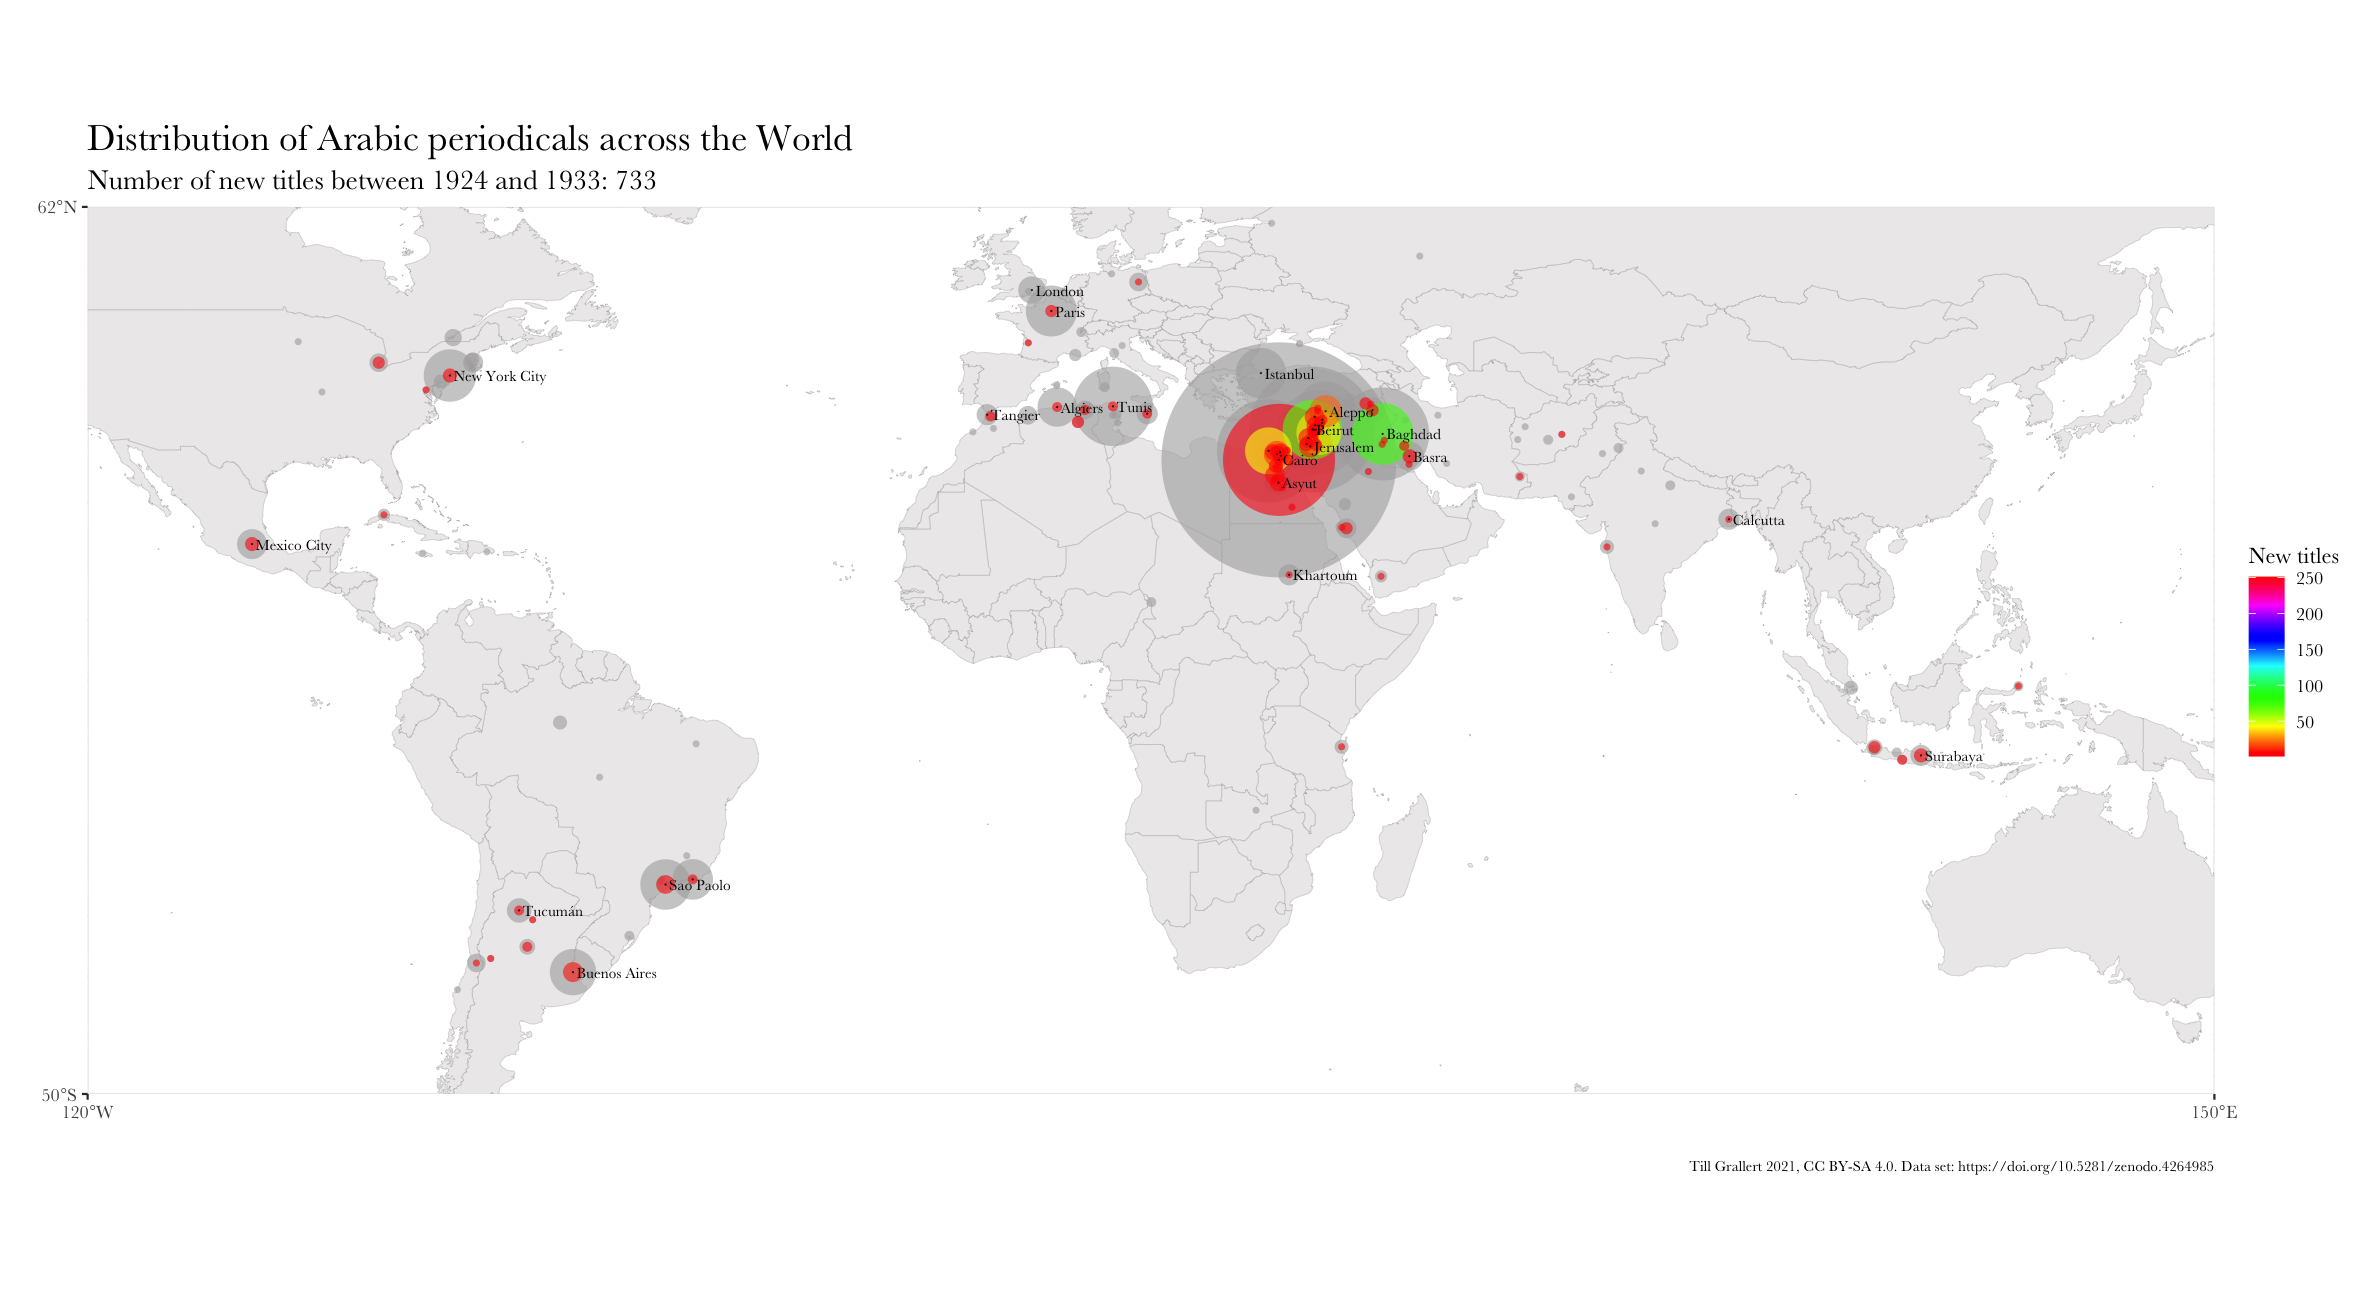 Distribution of Arabic periodicals across the World
Number of new titles between 1924 and 1933: 733
62°N
London
Paris
Istanbul
New York City
Tangier
Algiers
Tunis
Aleppo
Beirut
Baghdad
Jerusalem
Basra
Cairo
Asyut
Mexico City
Calcutta
Khartoum
Surabaya
Sao Paolo
Tucumán
Buenos Aires
New titles
250
200
150
100
50
50°S
120°W
150°E
Till Grallert 2021, CC BY-SA 4.0. Data set: https://doi.org/10.5281/zenodo.4264985